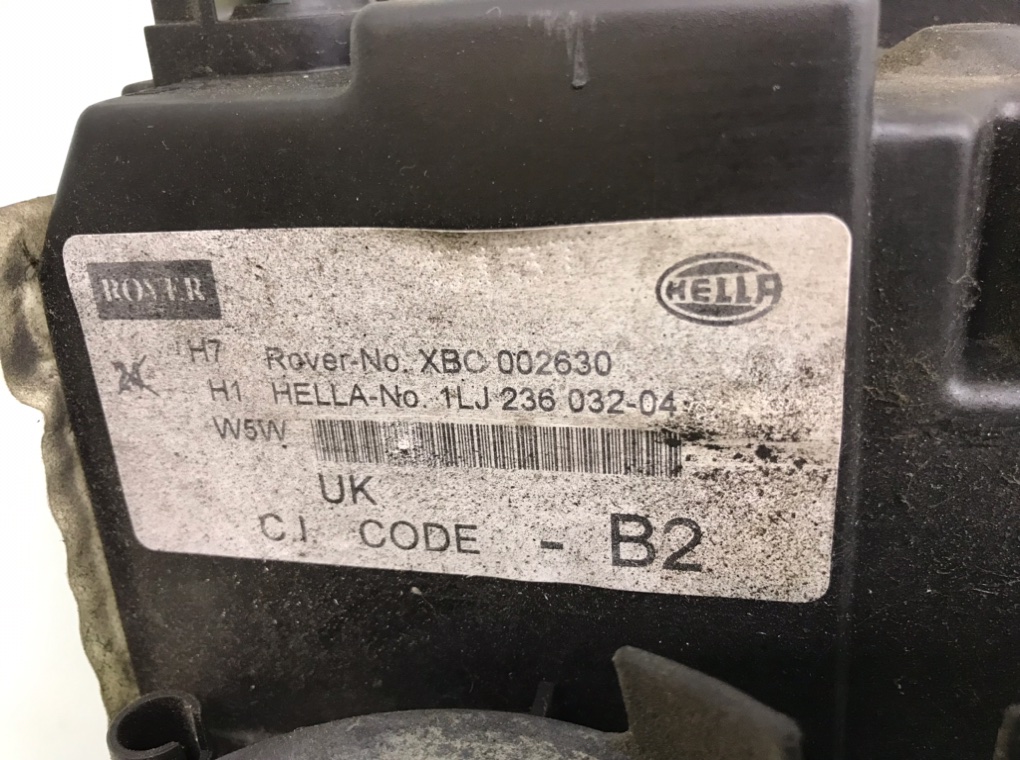 ROVER
HELLA
H7 Rover-No. XBC 002630
H1 HELLA-No. 1LJ 236 032-04
W5W
UK
C.I. CODE - B2